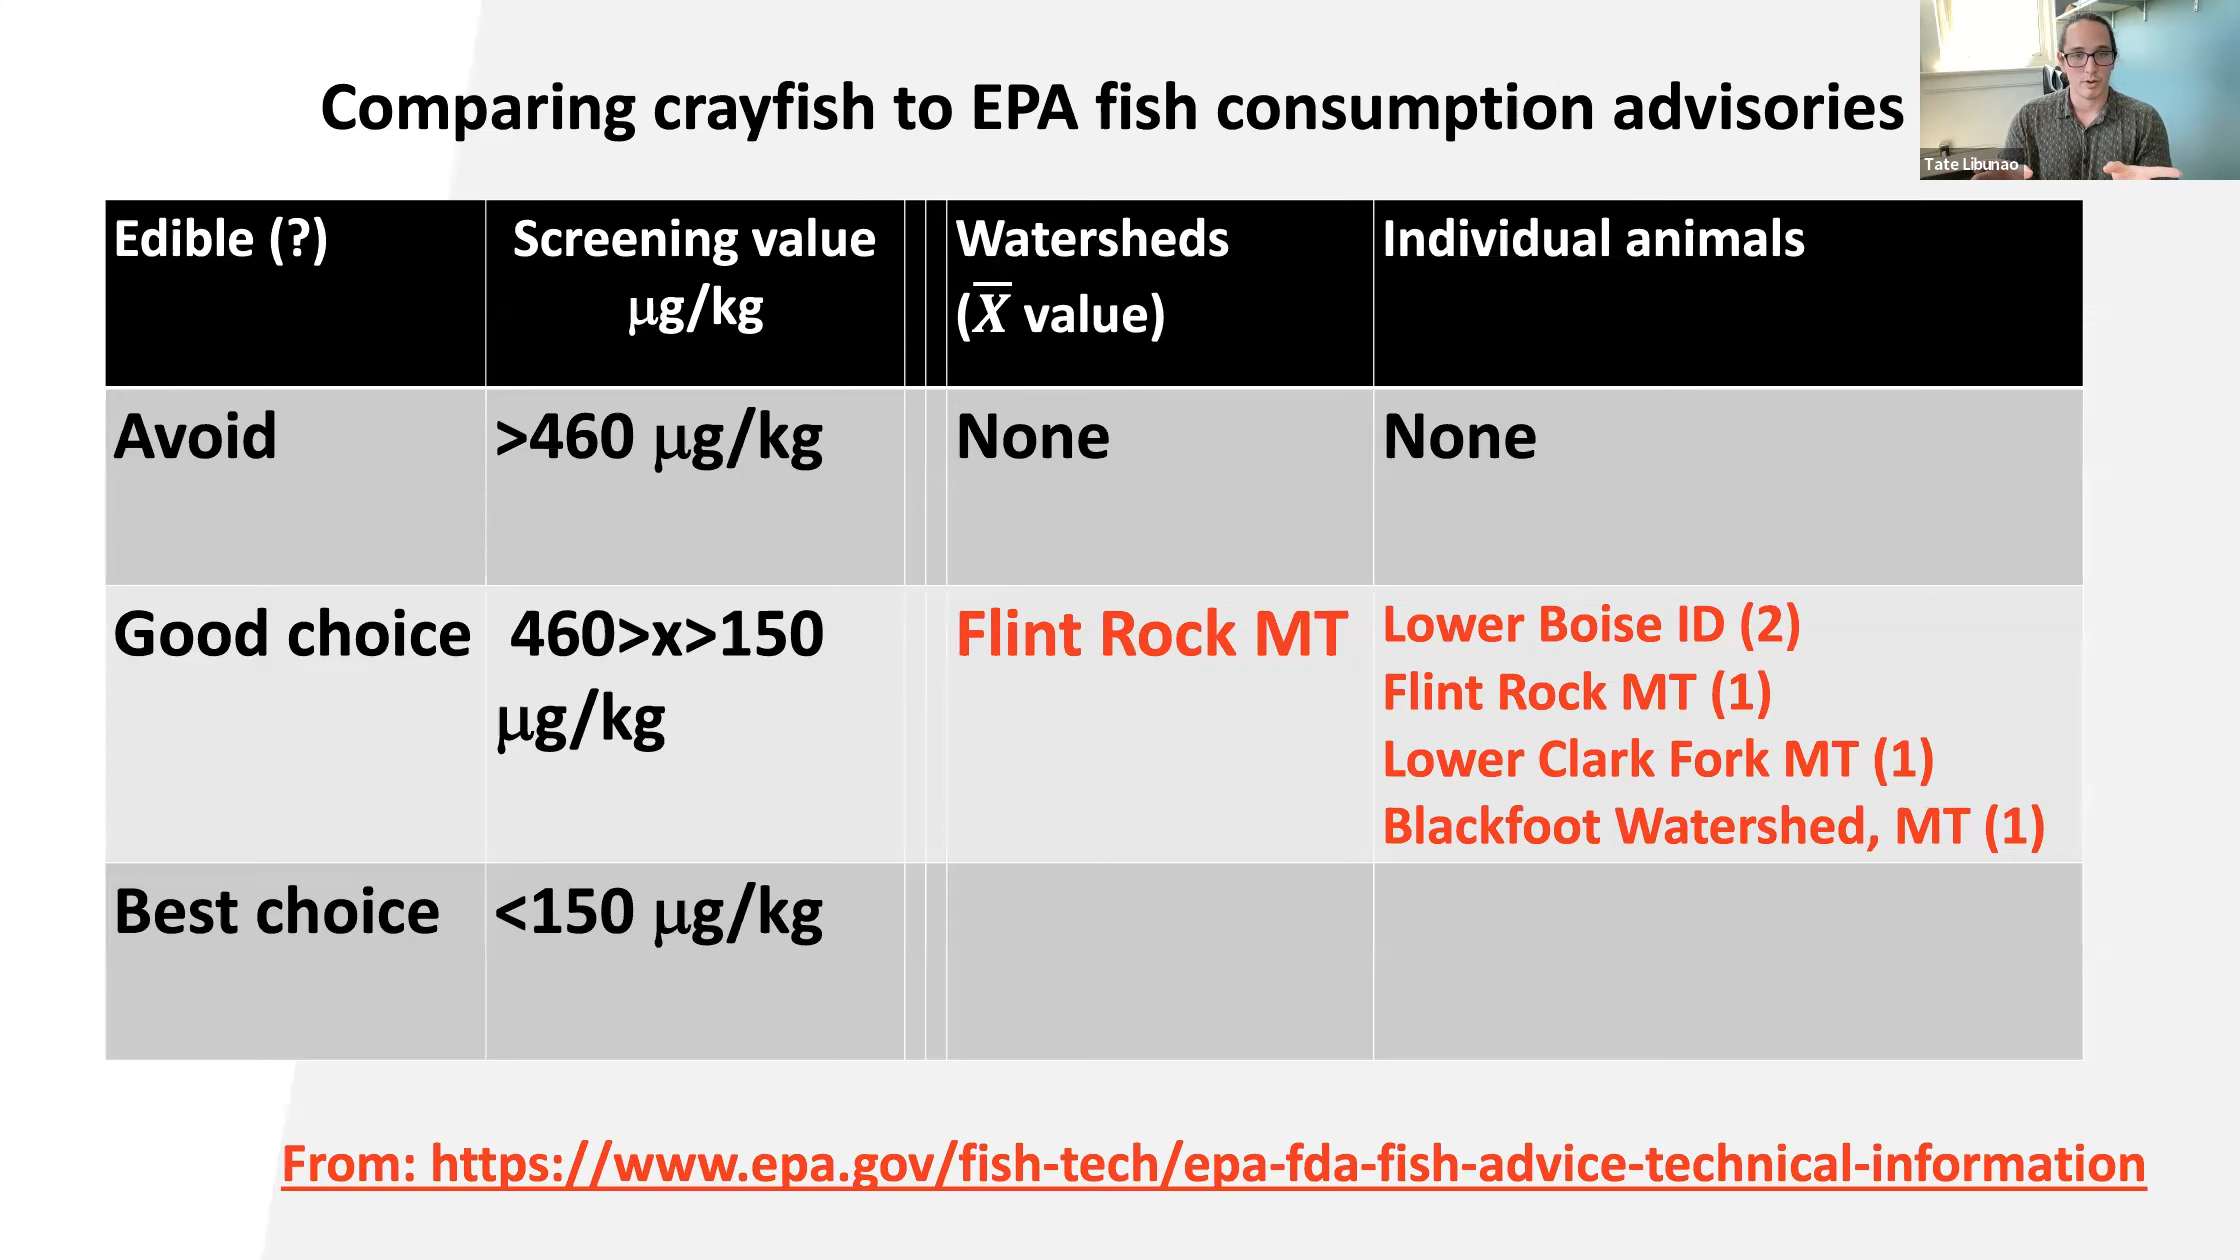 Comparing crayfish to EPA fish consumption advisories
Tate Libunao
Edible (?)
Screening value
µg/kg
Watersheds
(X̅ value)
Individual animals
Avoid
>460 µg/kg
None
None
Good choice
460>x>150
µg/kg
Flint Rock MT
Lower Boise ID (2)
Flint Rock MT (1)
Lower Clark Fork MT (1)
Blackfoot Watershed, MT (1)
Best choice
<150 µg/kg
From: https://www.epa.gov/fish-tech/epa-fda-fish-advice-technical-information